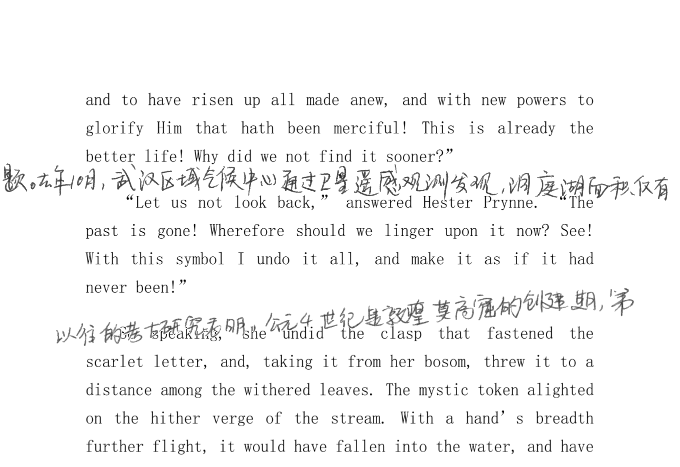 and to have risen up all made anew, and with new powers to
glorify Him that hath been merciful! This is already the
better life! Why did we not find it sooner?”
题。去年10月，武汉区域气候中心通过卫星遥感观测发现，洞庭湖面积仅有
“Let us not look back,” answered Hester Prynne. “The
past is gone! Wherefore should we linger upon it now? See!
With this symbol I undo it all, and make it as if it had
never been!”
以往的考古研究表明，公元4世纪是敦煌莫高窟的创建期，第
speaking, she undid the clasp that fastened the
scarlet letter, and, taking it from her bosom, threw it to a
distance among the withered leaves. The mystic token alighted
on the hither verge of the stream. With a hand’s breadth
further flight, it would have fallen into the water, and have